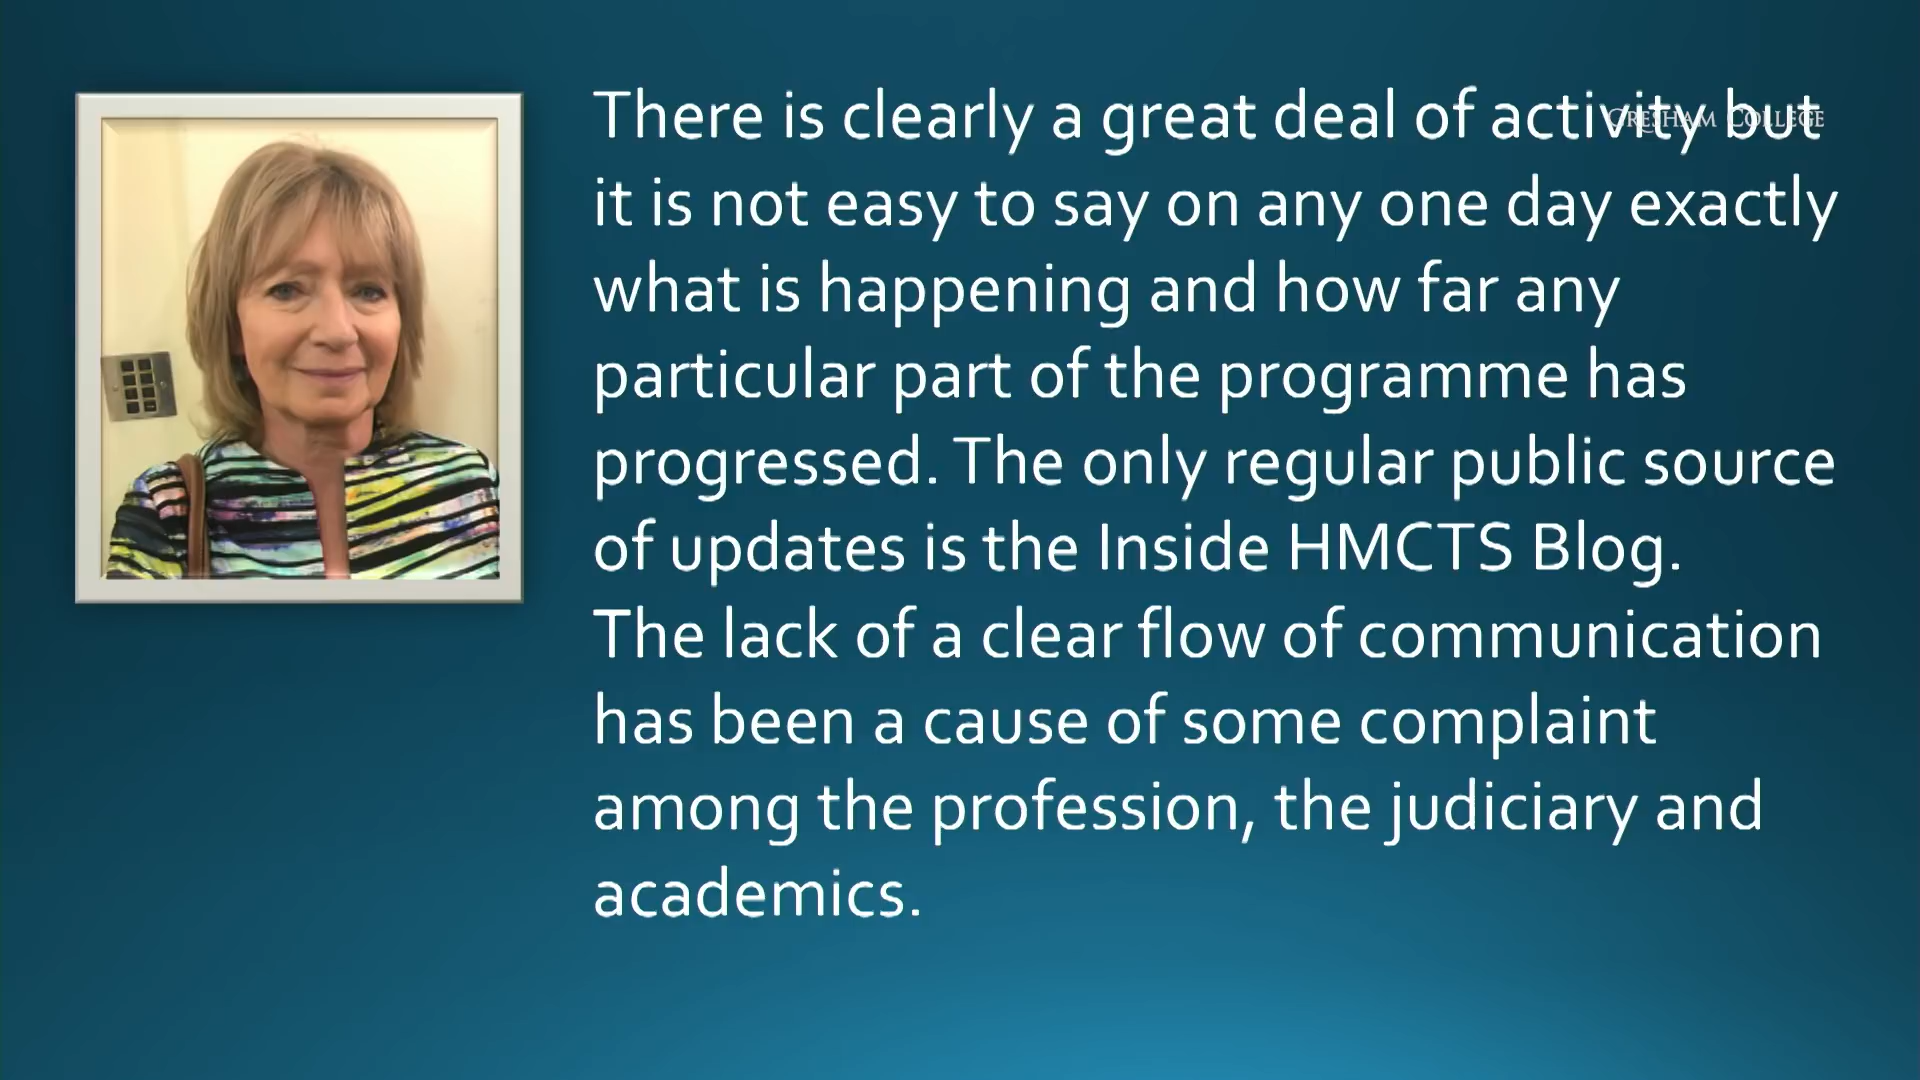 There is clearly a great deal of activity but
GRESHAM COLLEGE
it is not easy to say on any one day exactly
what is happening and how far any
particular part of the programme has
progressed. The only regular public source
of updates is the Inside HMCTS Blog.
The lack of a clear flow of communication
has been a cause of some complaint
among the profession, the judiciary and
academics.